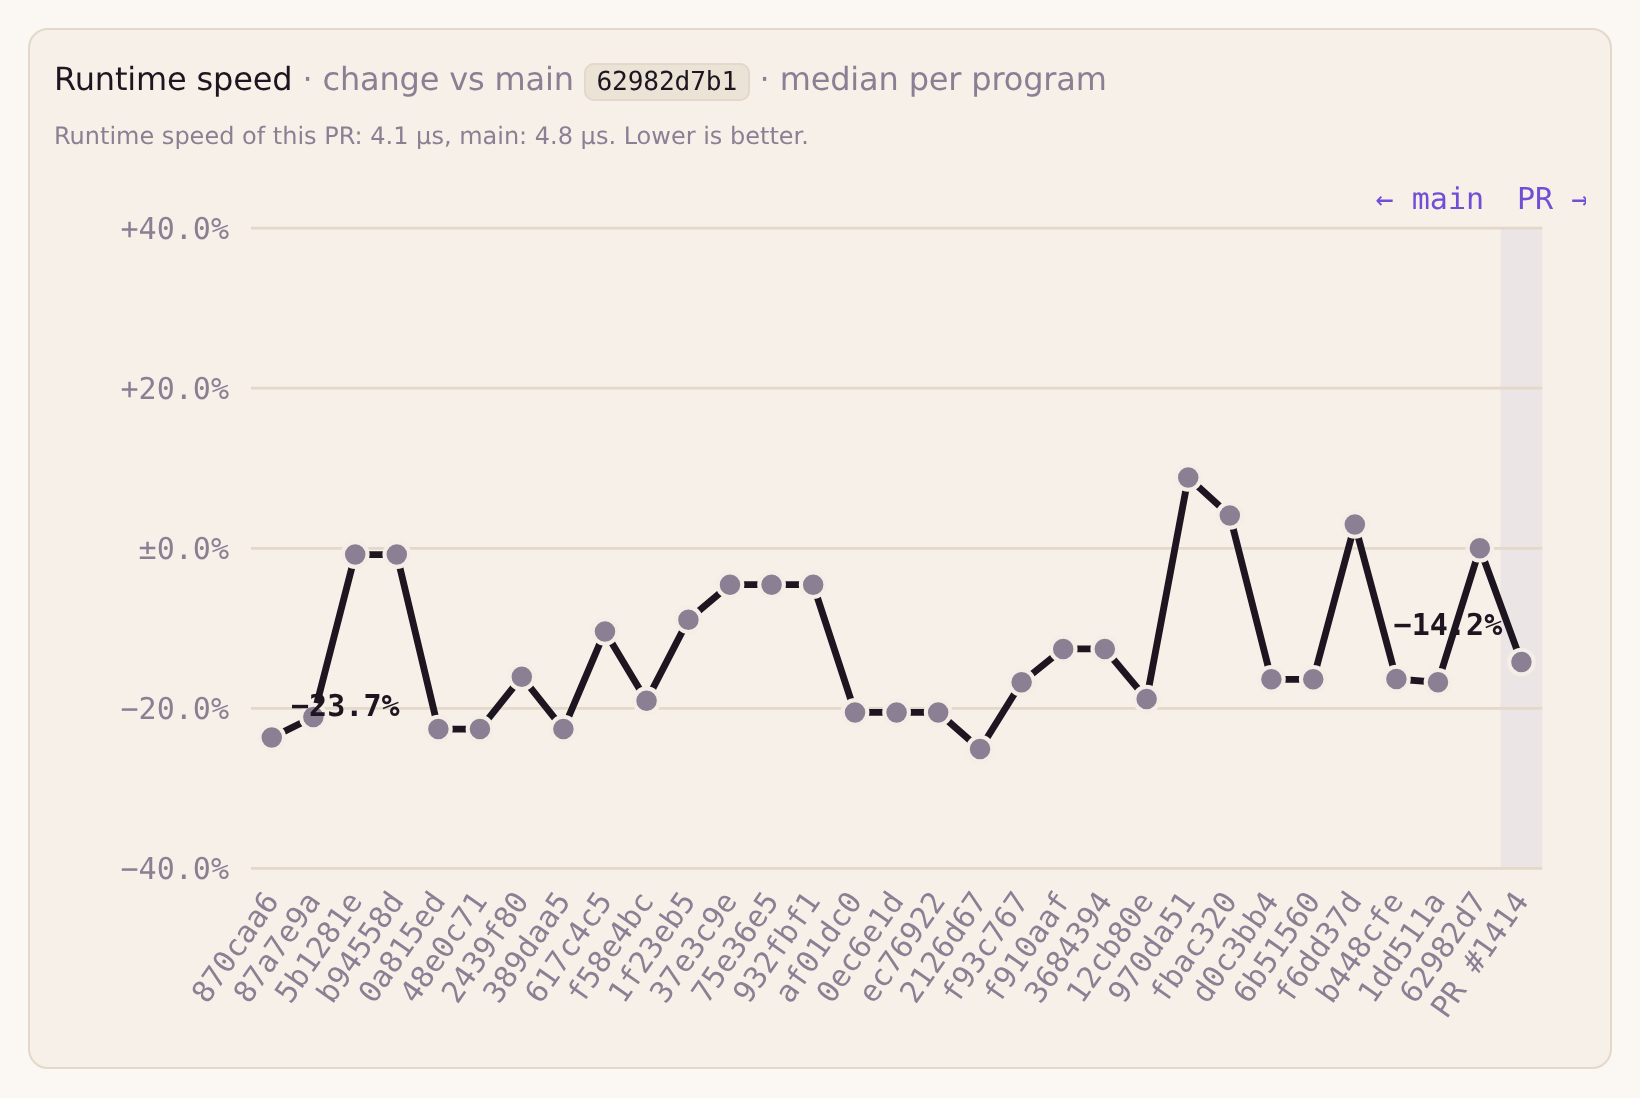 Runtime speed · change vs main 62982d7b1 · median per program
Runtime speed of this PR: 4.1 µs, main: 4.8 µs. Lower is better.
← main PR →
+40.0%
+20.0%
±0.0%
−20.0%
−40.0%
−23.7%
−14.2%
870caa6
87a7e9a
5b1281e
b94558d
0a815ed
48e0c71
2439f80
389daa5
617c4c5
f58e4bc
1f23eb5
37e3c9e
75e36e5
932fbf1
af01dc0
0ec6e1d
ec76922
2126d67
f93c767
f910aaf
3684394
12cb80e
970da51
fbac320
d0c3bb4
6b51560
f6dd37d
b448cfe
1dd511a
62982d7
PR #1414